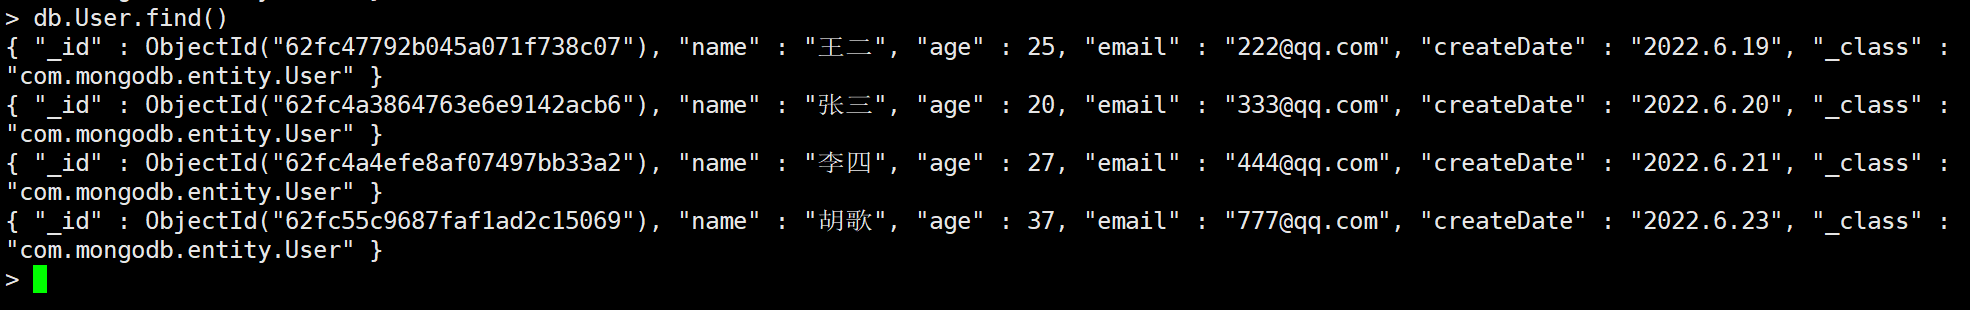 > db.User.find()
{ "_id" : ObjectId("62fc47792b045a071f738c07"), "name" : "王二", "age" : 25, "email" : "222@qq.com", "createDate" : "2022.6.19", "_class" :
"com.mongodb.entity.User" }
{ "_id" : ObjectId("62fc4a3864763e6e9142acb6"), "name" : "张三", "age" : 20, "email" : "333@qq.com", "createDate" : "2022.6.20", "_class" :
"com.mongodb.entity.User" }
{ "_id" : ObjectId("62fc4a4efe8af07497bb33a2"), "name" : "李四", "age" : 27, "email" : "444@qq.com", "createDate" : "2022.6.21", "_class" :
"com.mongodb.entity.User" }
{ "_id" : ObjectId("62fc55c9687faf1ad2c15069"), "name" : "胡歌", "age" : 37, "email" : "777@qq.com", "createDate" : "2022.6.23", "_class" :
"com.mongodb.entity.User" }
>